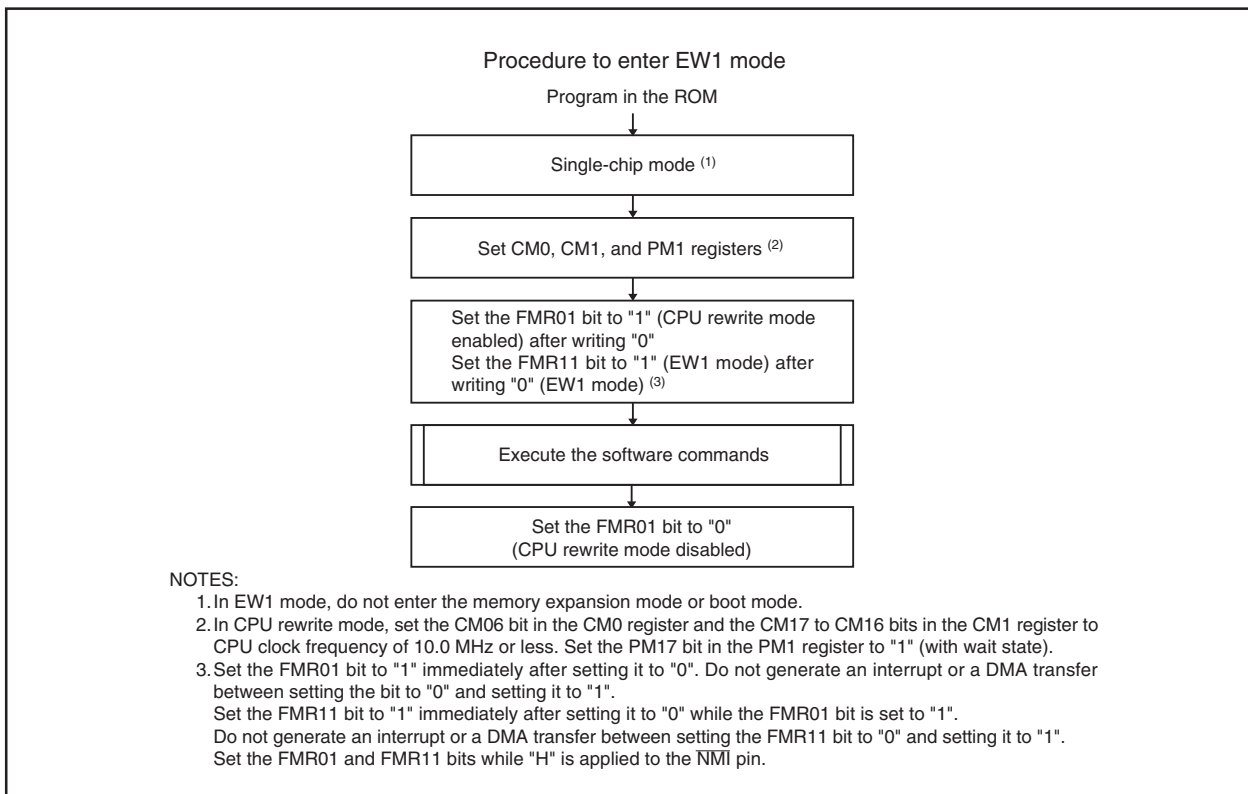 Procedure to enter EW1 mode
Program in the ROM
Single-chip mode (1)
Set CM0, CM1, and PM1 registers (2)
Set the FMR01 bit to "1" (CPU rewrite mode
enabled) after writing "0"
Set the FMR11 bit to "1" (EW1 mode) after
writing "0" (EW1 mode) (3)
Execute the software commands
Set the FMR01 bit to "0"
(CPU rewrite mode disabled)
NOTES:
1. In EW1 mode, do not enter the memory expansion mode or boot mode.
2. In CPU rewrite mode, set the CM06 bit in the CM0 register and the CM17 to CM16 bits in the CM1 register to
CPU clock frequency of 10.0 MHz or less. Set the PM17 bit in the PM1 register to "1" (with wait state).
3. Set the FMR01 bit to "1" immediately after setting it to "0". Do not generate an interrupt or a DMA transfer
between setting the bit to "0" and setting it to "1".
Set the FMR11 bit to "1" immediately after setting it to "0" while the FMR01 bit is set to "1".
Do not generate an interrupt or a DMA transfer between setting the FMR11 bit to "0" and setting it to "1".
Set the FMR01 and FMR11 bits while "H" is applied to the N̅M̅I̅ pin.